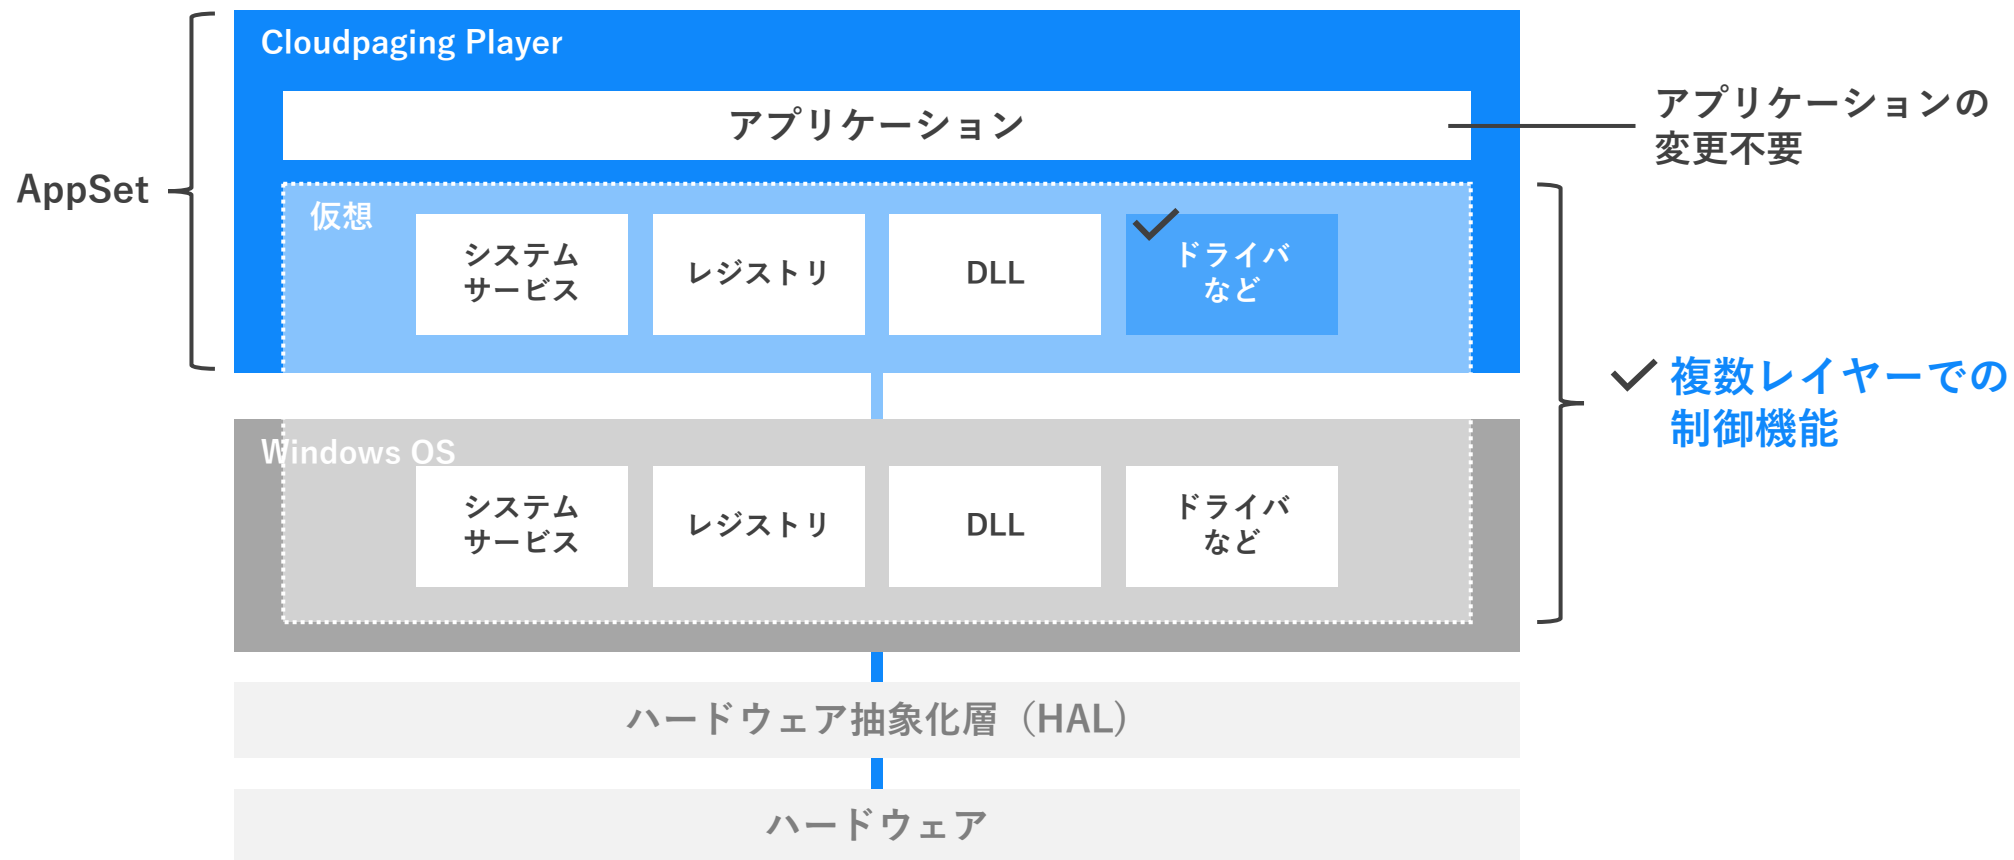 Cloudpaging Player
アプリケーション
アプリケーションの
変更不要
AppSet
仮想
システム
サービス
レジストリ
DLL
ドライバ
など
複数レイヤーでの
制御機能
Windows OS
システム
サービス
レジストリ
DLL
ドライバ
など
ハードウェア抽象化層（HAL）
ハードウェア